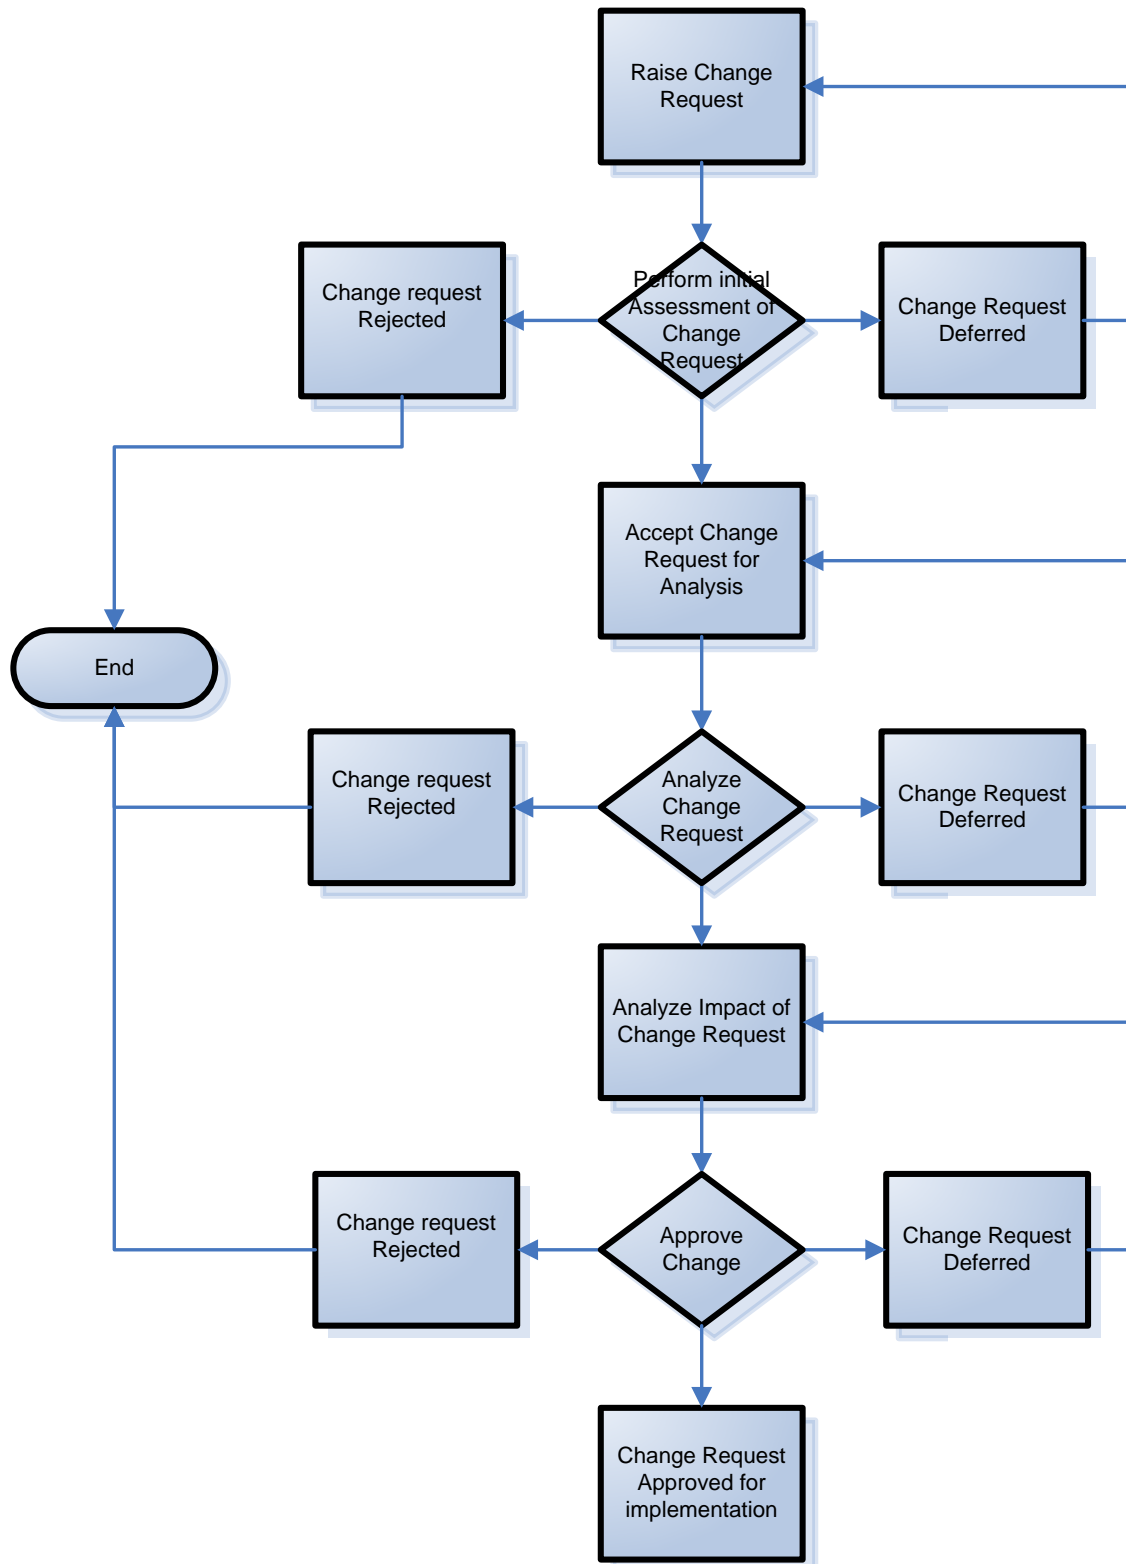 Raise Change
Request
Change request
Rejected
Perform initial
Assessment of
Change
Request
Change Request
Deferred
Accept Change
Request for
Analysis
End
Change request
Rejected
Analyze
Change
Request
Change Request
Deferred
Analyze Impact of
Change Request
Change request
Rejected
Approve
Change
Change Request
Deferred
Change Request
Approved for
implementation